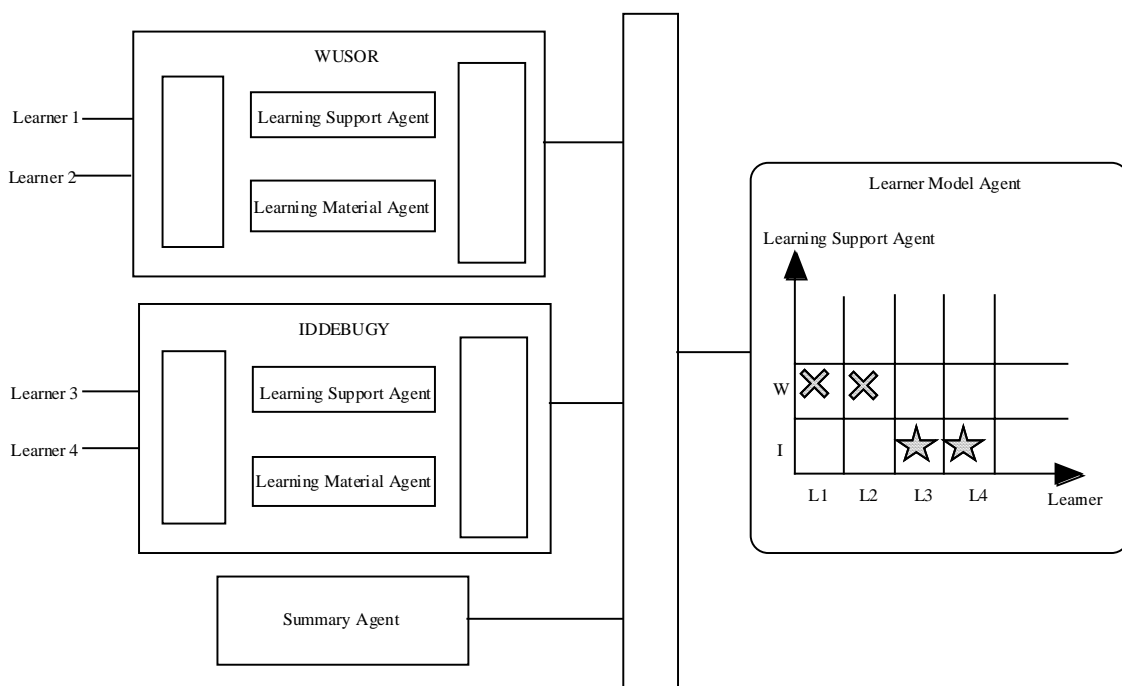 WUSOR
Learner 1
Learning Support Agent
Learner 2
Learning Material Agent
IDDEBUGY
Learner 3
Learning Support Agent
Learner 4
Learning Material Agent
Summary Agent
Learner Model Agent
Learning Support Agent
W
I
L1 L2 L3 L4
Learner